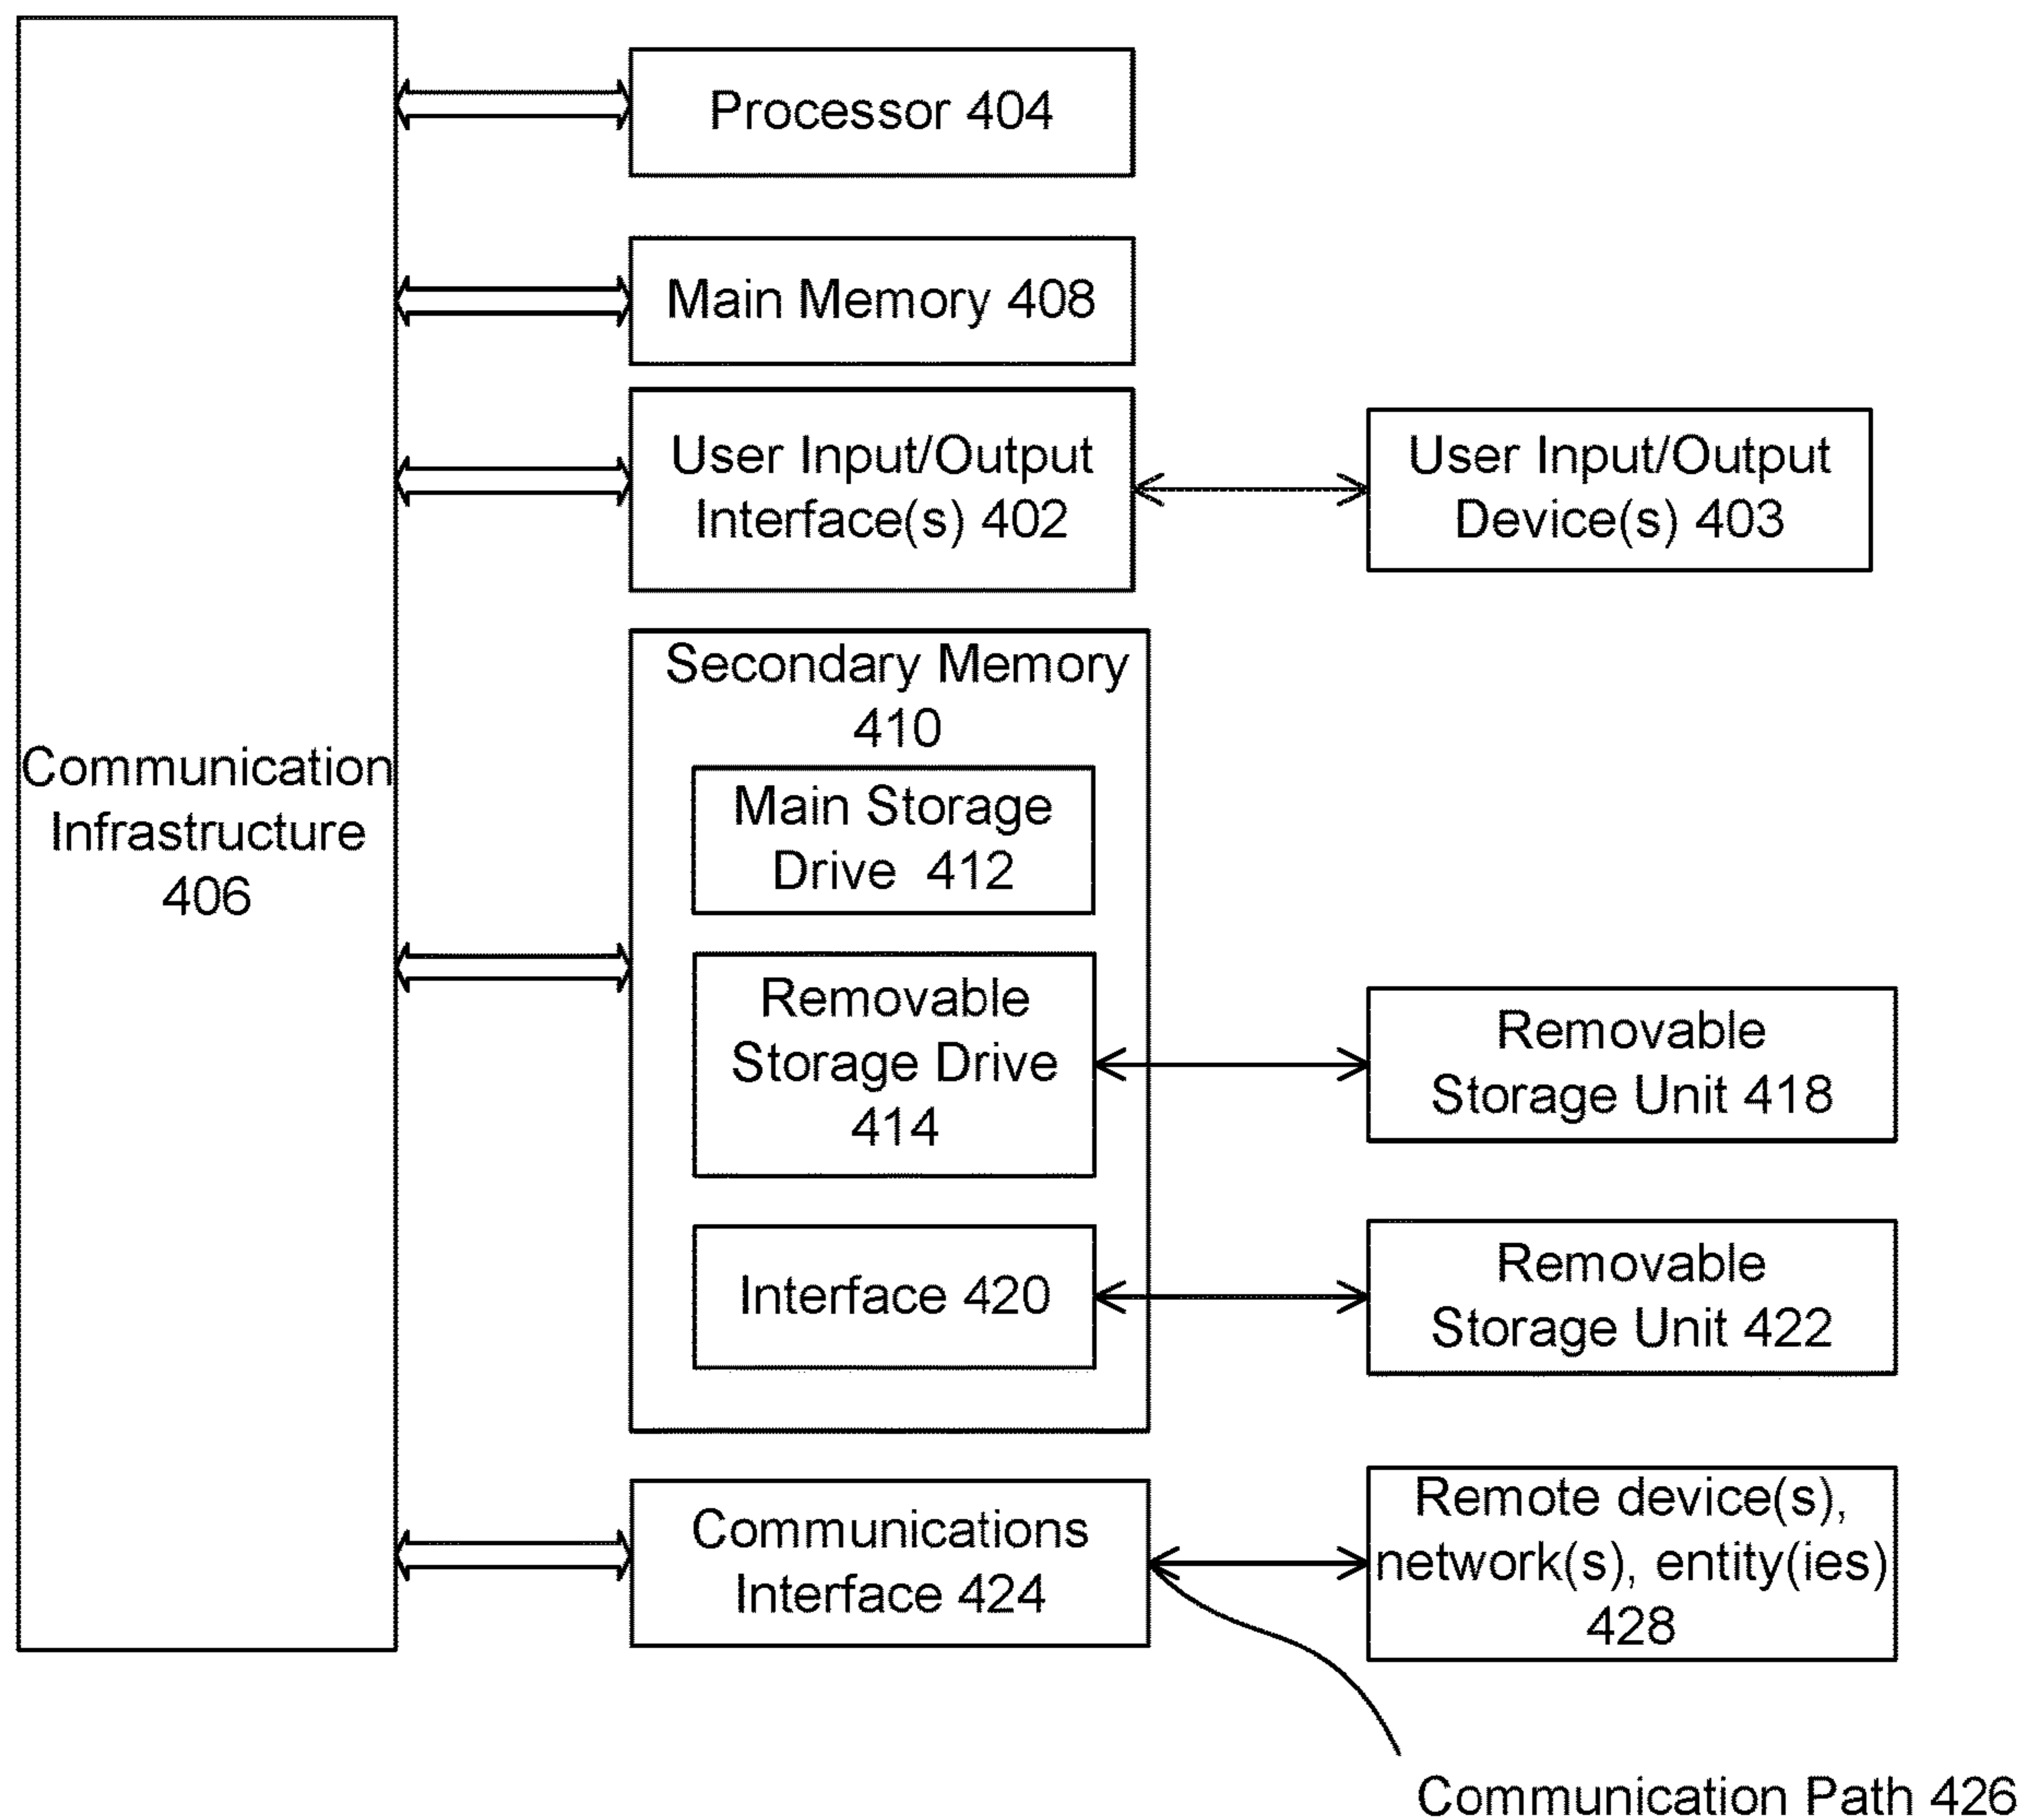 Processor 404
Main Memory 408
User Input/Output
Interface(s) 402
User Input/Output
Device(s) 403
Secondary Memory
410
Communication
Infrastructure
406
Main Storage
Drive 412
Removable
Storage Drive
414
Removable
Storage Unit 418
Interface 420
Removable
Storage Unit 422
Communications
Interface 424
Remote device(s),
network(s), entity(ies)
428
Communication Path 426